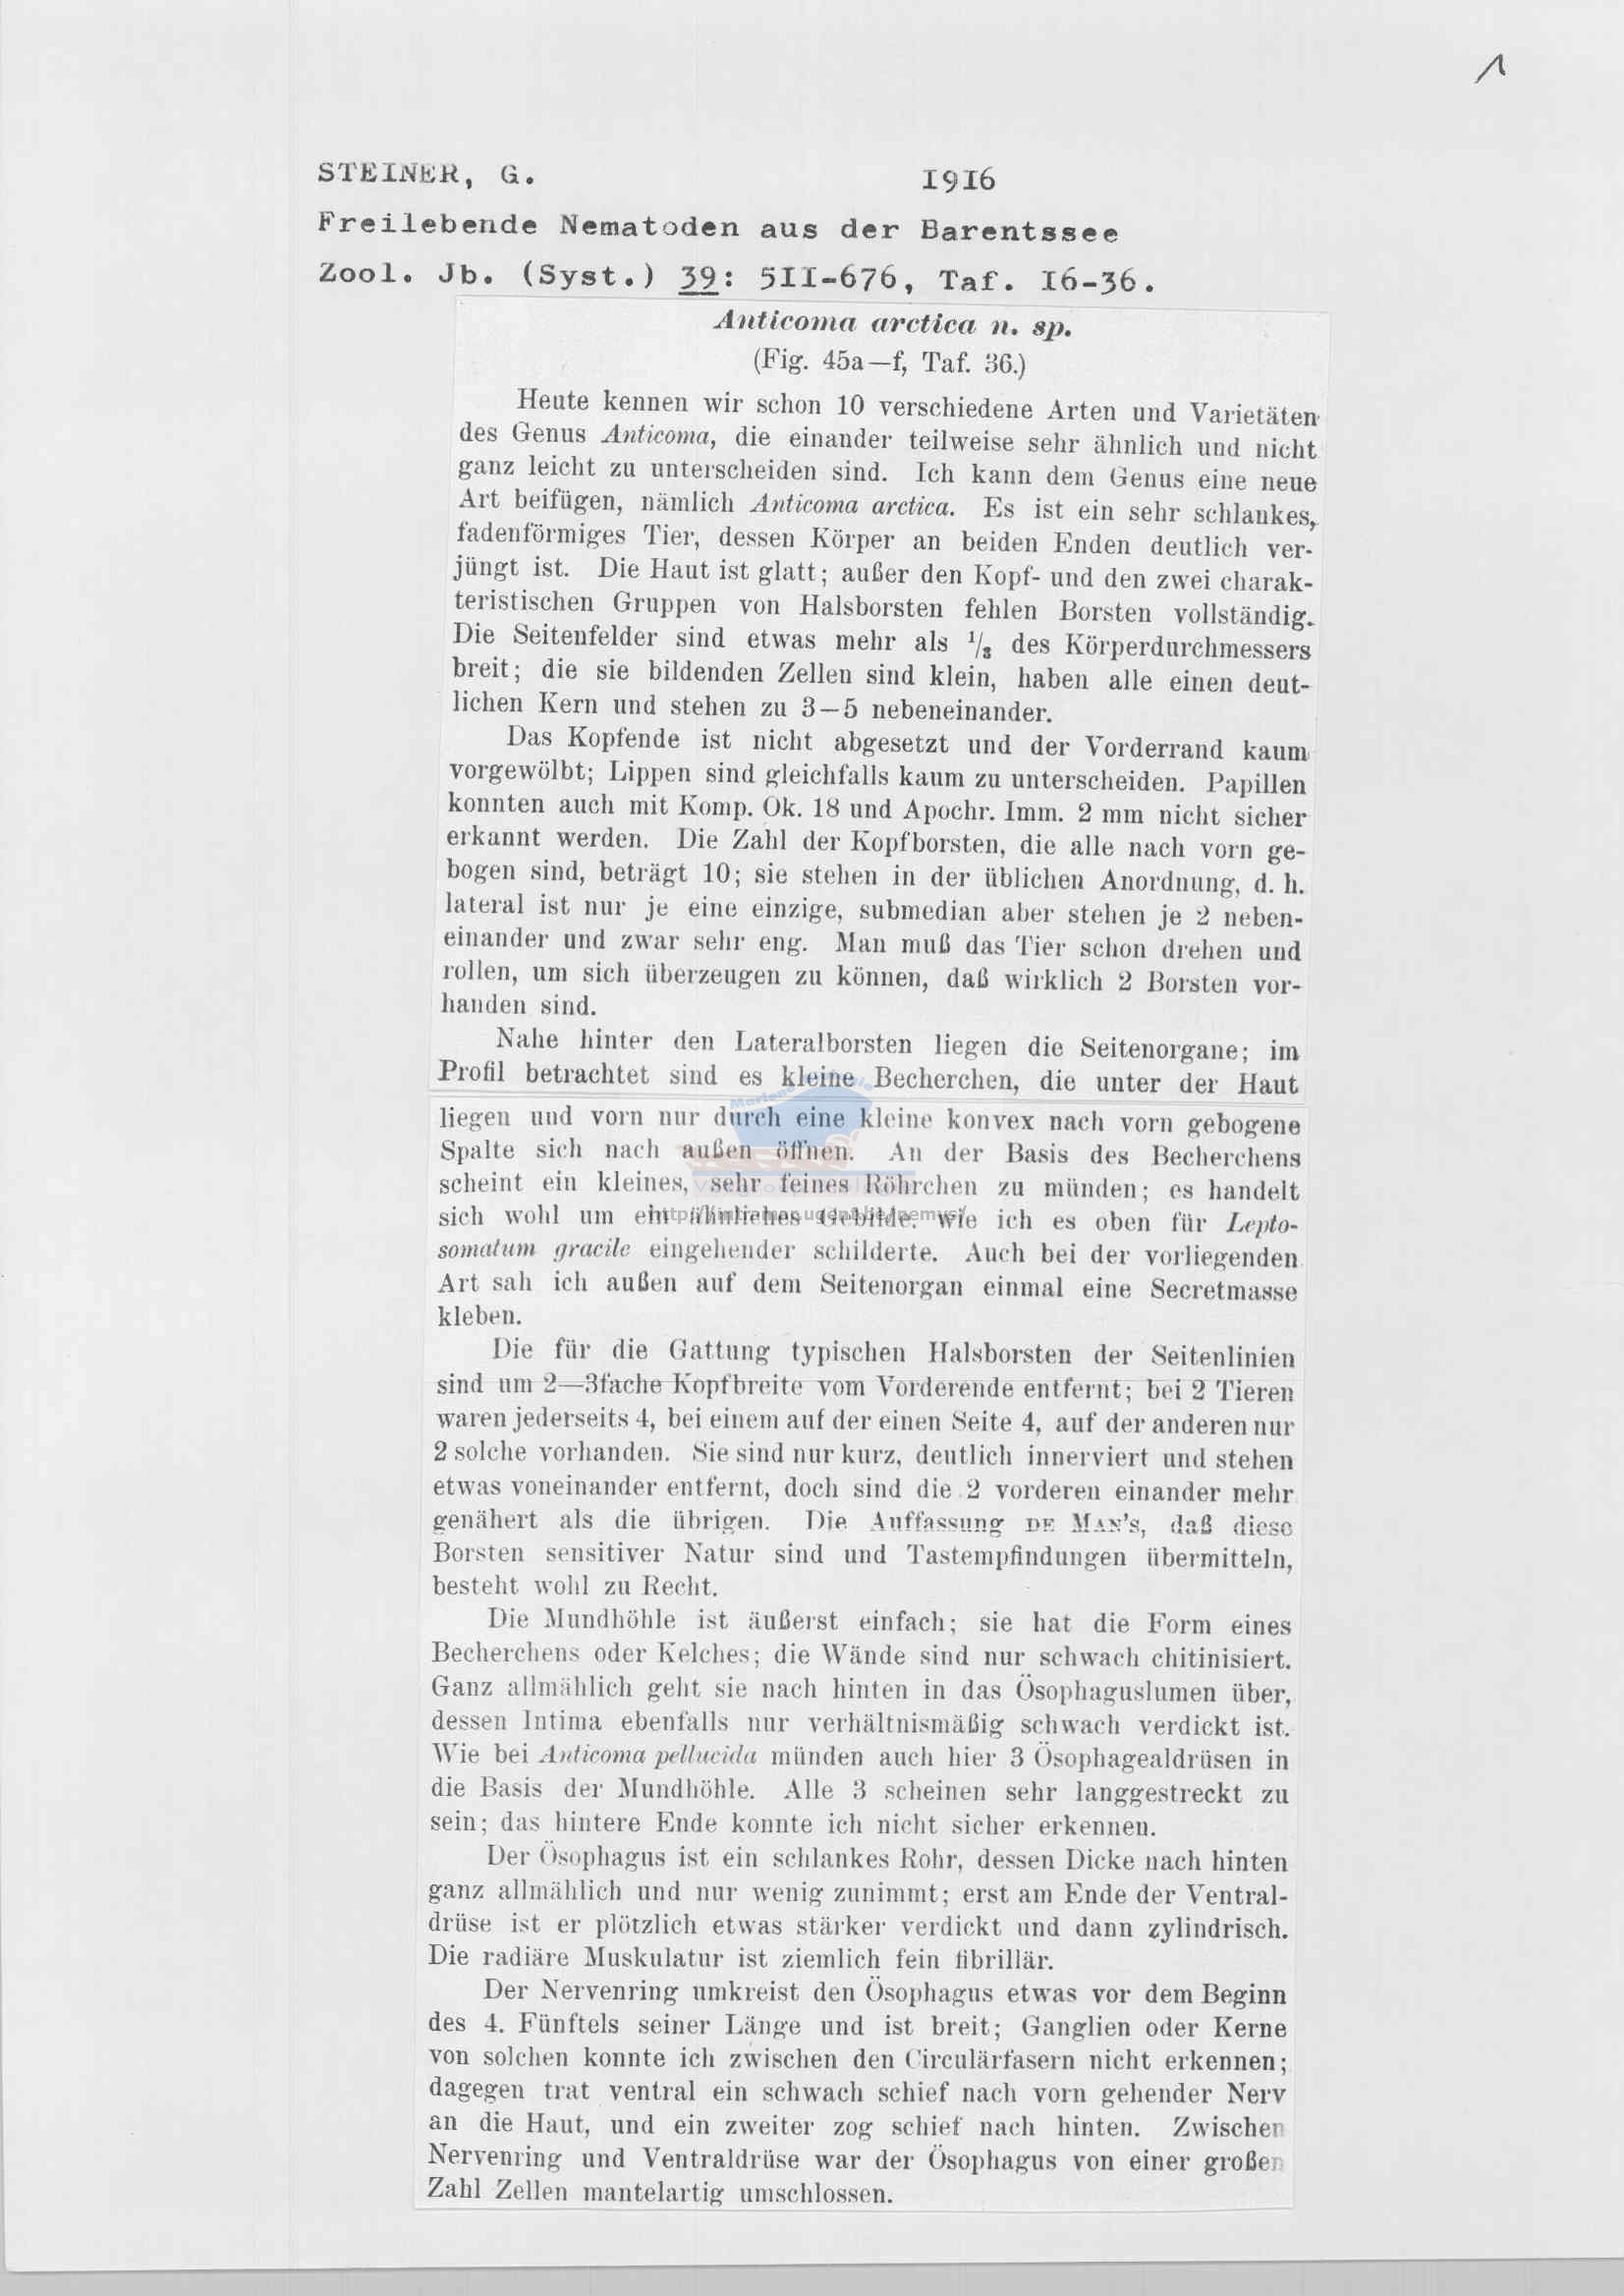 1
STEINER, G. 1916
Freilebende Nematoden aus der Barentssee
Zool. Jb. (Syst.) 39: 5II-676, Taf. I6-36.
Anticoma arctica n. sp.
(Fig. 45a—f, Taf. 36.)
Heute kennen wir schon 10 verschiedene Arten und Varietäten
des Genus Anticoma, die einander teilweise sehr ähnlich und nicht
ganz leicht zu unterscheiden sind. Ich kann dem Genus eine neue
Art beifügen, nämlich Anticoma arctica. Es ist ein sehr schlankes,
fadenförmiges Tier, dessen Körper an beiden Enden deutlich ver-
jüngt ist. Die Haut ist glatt; außer den Kopf- und den zwei charak-
teristischen Gruppen von Halsborsten fehlen Borsten vollständig.
Die Seitenfelder sind etwas mehr als 1/3 des Körperdurchmessers
breit; die sie bildenden Zellen sind klein, haben alle einen deut-
lichen Kern und stehen zu 3—5 nebeneinander.
Das Kopfende ist nicht abgesetzt und der Vorderrand kaum
vorgewölbt; Lippen sind gleichfalls kaum zu unterscheiden. Papillen
konnten auch mit Komp. Ok. 18 und Apochr. Imm. 2 mm nicht sicher
erkannt werden. Die Zahl der Kopfborsten, die alle nach vorn ge-
bogen sind, beträgt 10; sie stehen in der üblichen Anordnung, d. h.
lateral ist nur je eine einzige, submedian aber stehen je 2 neben-
einander und zwar sehr eng. Man muß das Tier schon drehen und
rollen, um sich überzeugen zu können, daß wirklich 2 Borsten vor-
handen sind.
Nahe hinter den Lateralborsten liegen die Seitenorgane; im
Profil betrachtet sind es kleine Becherchen, die unter der Haut
liegen und vorn nur durch eine kleine konvex nach vorn gebogene
Spalte sich nach außen öffnen. An der Basis des Becherchens
scheint ein kleines, sehr feines Röhrchen zu münden; es handelt
sich wohl um ein ähnliches Gebilde, wie ich es oben für Lepto-
somatum gracile eingehender schilderte. Auch bei der vorliegenden
Art sah ich außen auf dem Seitenorgan einmal eine Secretmasse
kleben.
Die für die Gattung typischen Halsborsten der Seitenlinien
sind um 2—3fache Kopfbreite vom Vorderende entfernt; bei 2 Tieren
waren jederseits 4, bei einem auf der einen Seite 4, auf der anderen nur
2 solche vorhanden. Sie sind nur kurz, deutlich innerviert und stehen
etwas voneinander entfernt, doch sind die 2 vorderen einander mehr
genähert als die übrigen. Die Auffassung DE MAN's, daß diese
Borsten sensitiver Natur sind und Tastempfindungen übermitteln,
besteht wohl zu Recht.
Die Mundhöhle ist äußerst einfach; sie hat die Form eines
Becherchens oder Kelches; die Wände sind nur schwach chitinisiert.
Ganz allmählich geht sie nach hinten in das Ösophaguslumen über,
dessen Intima ebenfalls nur verhältnismäßig schwach verdickt ist.
Wie bei Anticoma pellucida münden auch hier 3 Ösophagealdrüsen in
die Basis der Mundhöhle. Alle 3 scheinen sehr langgestreckt zu
sein; das hintere Ende konnte ich nicht sicher erkennen.
Der Ösophagus ist ein schlankes Rohr, dessen Dicke nach hinten
ganz allmählich und nur wenig zunimmt; erst am Ende der Ventral-
drüse ist er plötzlich etwas stärker verdickt und dann zylindrisch.
Die radiäre Muskulatur ist ziemlich fein fibrillär.
Der Nervenring umkreist den Ösophagus etwas vor dem Beginn
des 4. Fünftels seiner Länge und ist breit; Ganglien oder Kerne
von solchen konnte ich zwischen den Circulärfasern nicht erkennen;
dagegen trat ventral ein schwach schief nach vorn gehender Nerv
an die Haut, und ein zweiter zog schief nach hinten. Zwischen
Nervenring und Ventraldrüse war der Ösophagus von einer großen
Zahl Zellen mantelartig umschlossen.